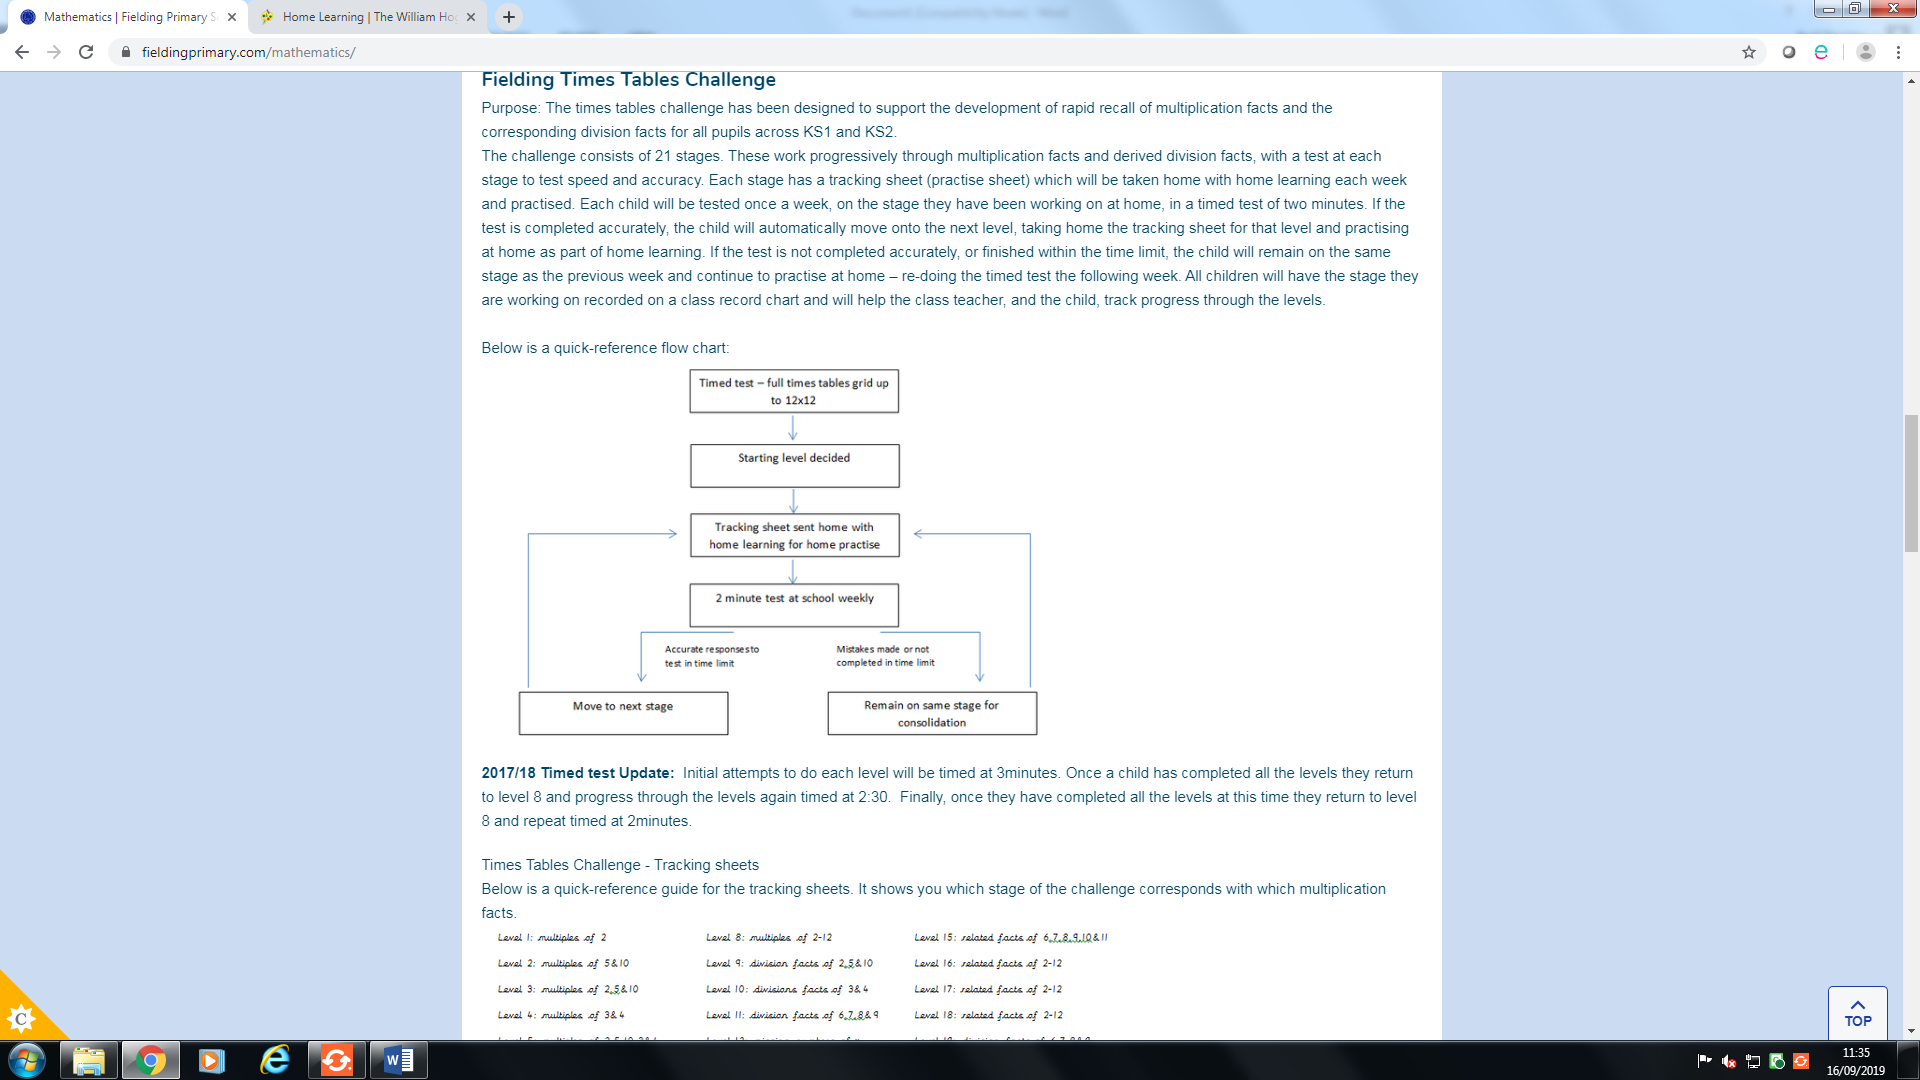 Mathematics | Fielding Primary S
Home Learning | The William Ho
fieldingprimary.com/mathematics/
Fielding Times Tables Challenge
Purpose: The times tables challenge has been designed to support the development of rapid recall of multiplication facts and the
corresponding division facts for all pupils across KS1 and KS2.
The challenge consists of 21 stages. These work progressively through multiplication facts and derived division facts, with a test at each
stage to test speed and accuracy. Each stage has a tracking sheet (practise sheet) which will be taken home with home learning each week
and practised. Each child will be tested once a week, on the stage they have been working on at home, in a timed test of two minutes. If the
test is completed accurately, the child will automatically move onto the next level, taking home the tracking sheet for that level and practising
at home as part of home learning. If the test is not completed accurately, or finished within the time limit, the child will remain on the same
stage as the previous week and continue to practise at home – re-doing the timed test the following week. All children will have the stage they
are working on recorded on a class record chart and will help the class teacher, and the child, track progress through the levels.
Below is a quick-reference flow chart:
Timed test – full times tables grid up
to 12x12
Starting level decided
Tracking sheet sent home with
home learning for home practise
2 minute test at school weekly
Accurate responses to
test in time limit
Mistakes made or not
completed in time limit
Move to next stage
Remain on same stage for
consolidation
2017/18 Timed test Update: Initial attempts to do each level will be timed at 3minutes. Once a child has completed all the levels they return
to level 8 and progress through the levels again timed at 2:30. Finally, once they have completed all the levels at this time they return to level
8 and repeat timed at 2minutes.
Times Tables Challenge - Tracking sheets
Below is a quick-reference guide for the tracking sheets. It shows you which stage of the challenge corresponds with which multiplication
facts.
Level 1: multiples of 2
Level 2: multiples of 5&10
Level 3: multiples of 2,5&10
Level 4: multiples of 3&4
Level 8: multiples of 2-12
Level 9: division facts of 2,5&10
Level 10: divisions facts of 3&4
Level 11: division facts of 6,7,8&9
Level 15: related facts of 6,7,8,9,10&11
Level 16: related facts of 2-12
Level 17: related facts of 2-12
Level 18: related facts of 2-12
C
TOP
11:35
16/09/2019